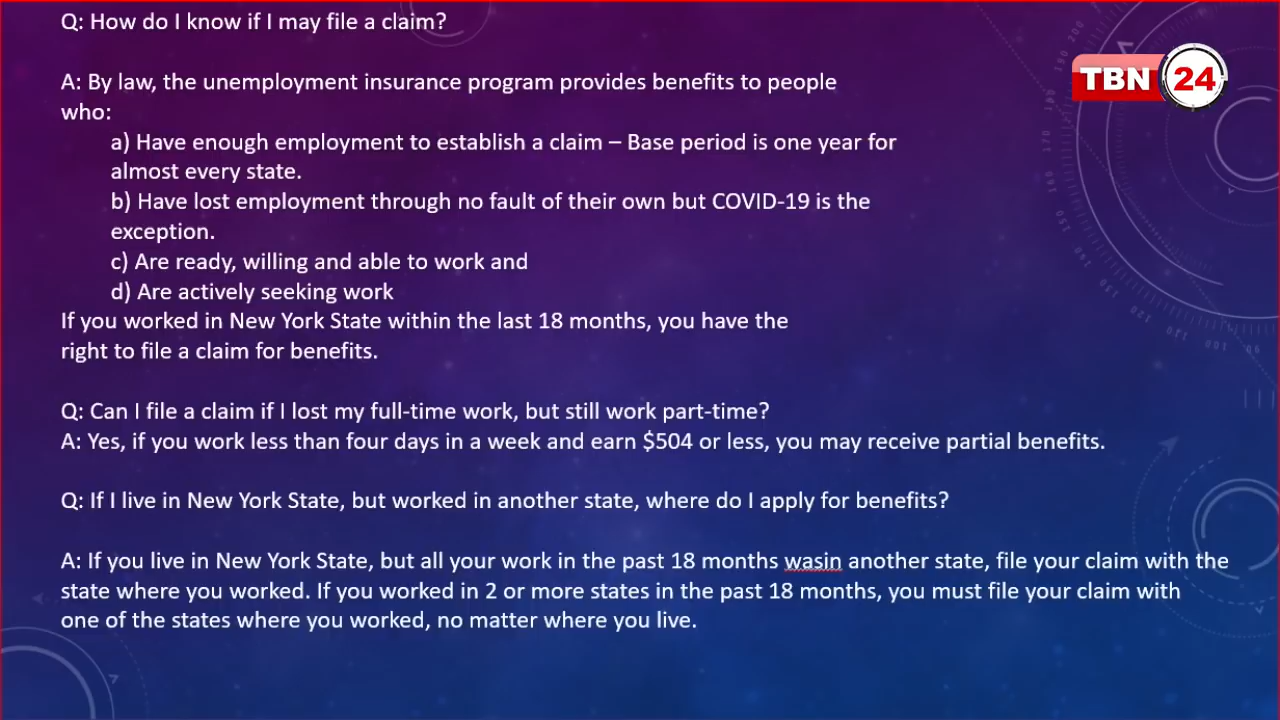 Q: How do I know if I may file a claim?
TBN 24
A: By law, the unemployment insurance program provides benefits to people
who:
a) Have enough employment to establish a claim – Base period is one year for
almost every state.
b) Have lost employment through no fault of their own but COVID-19 is the
exception.
c) Are ready, willing and able to work and
d) Are actively seeking work
If you worked in New York State within the last 18 months, you have the
right to file a claim for benefits.
Q: Can I file a claim if I lost my full-time work, but still work part-time?
A: Yes, if you work less than four days in a week and earn $504 or less, you may receive partial benefits.
Q: If I live in New York State, but worked in another state, where do I apply for benefits?
A: If you live in New York State, but all your work in the past 18 months wasin another state, file your claim with the
state where you worked. If you worked in 2 or more states in the past 18 months, you must file your claim with
one of the states where you worked, no matter where you live.